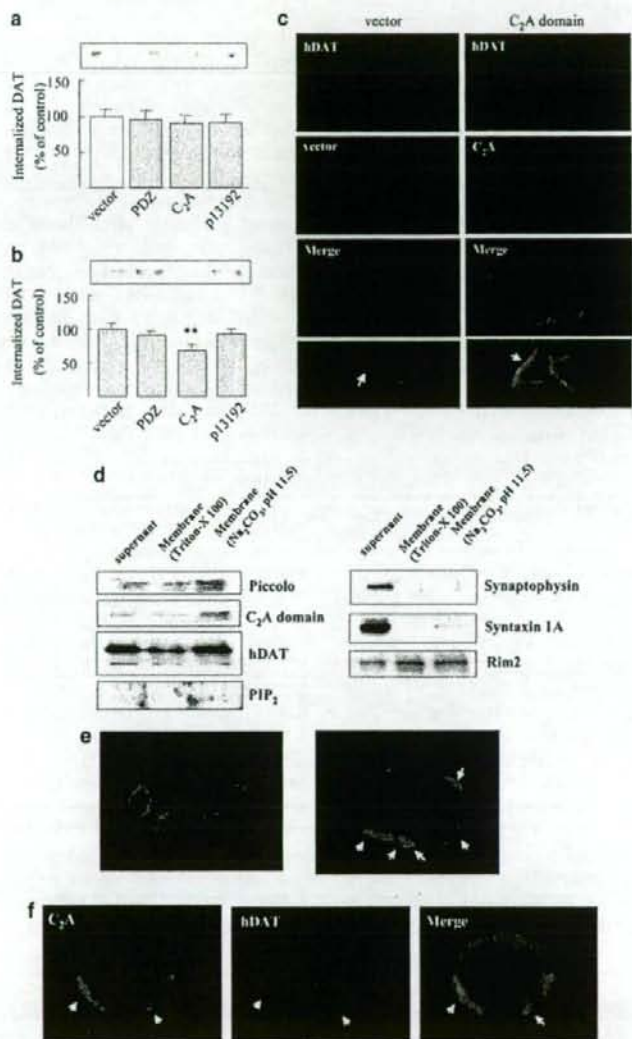 a
Internalized DAT
(% of control)
150
100
50
vector
PDZ
C₂A
p13192
b
Internalized DAT
(% of control)
150
100
50
**
vector
PDZ
C₂A
p13192
c
vector
C₂A domain
hDAT
hDAT
vector
C₂A
Merge
Merge
d
supernant
Membrane
(Triton-X 100)
Membrane
(Na₂CO₃, pH 11.5)
Piccolo
C₂A domain
hDAT
PIP₂
supernant
Membrane
(Triton-X 100)
Membrane
(Na₂CO₃, pH 11.5)
Synaptophysin
Syntaxin 1A
Rim2
e
f
C₂A
hDAT
Merge